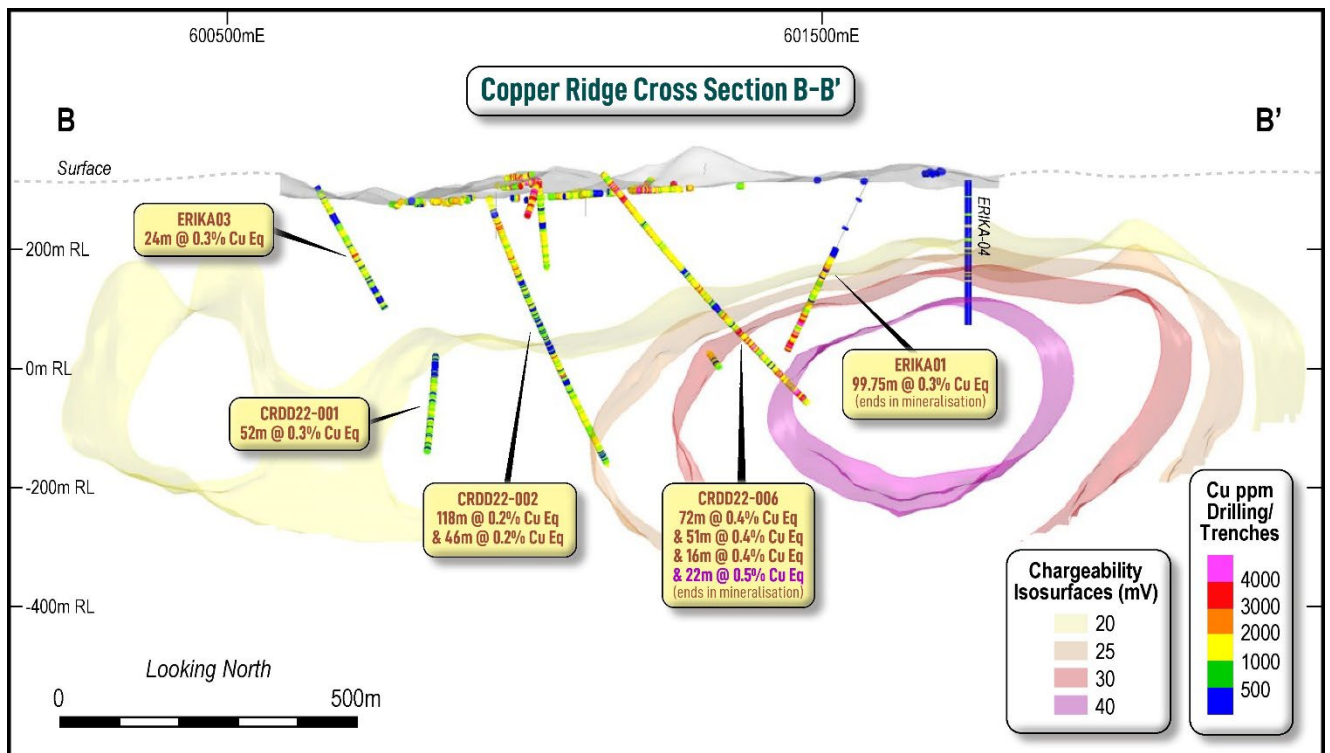 600500mE
601500mE
Copper Ridge Cross Section B-B'
B
B'
Surface
ERIKA03
24m @ 0.3% Cu Eq
ERIKA-04
200m RL
0m RL
ERIKA01
99.75m @ 0.3% Cu Eq
(ends in mineralisation)
CRDD22-001
52m @ 0.3% Cu Eq
-200m RL
CRDD22-002
118m @ 0.2% Cu Eq
& 46m @ 0.2% Cu Eq
CRDD22-006
72m @ 0.4% Cu Eq
& 51m @ 0.4% Cu Eq
& 16m @ 0.4% Cu Eq
& 22m @ 0.5% Cu Eq
(ends in mineralisation)
-400m RL
Looking North
0
500m
Chargeability
Isosurfaces (mV)
20
25
30
40
Cu ppm
Drilling/
Trenches
4000
3000
2000
1000
500